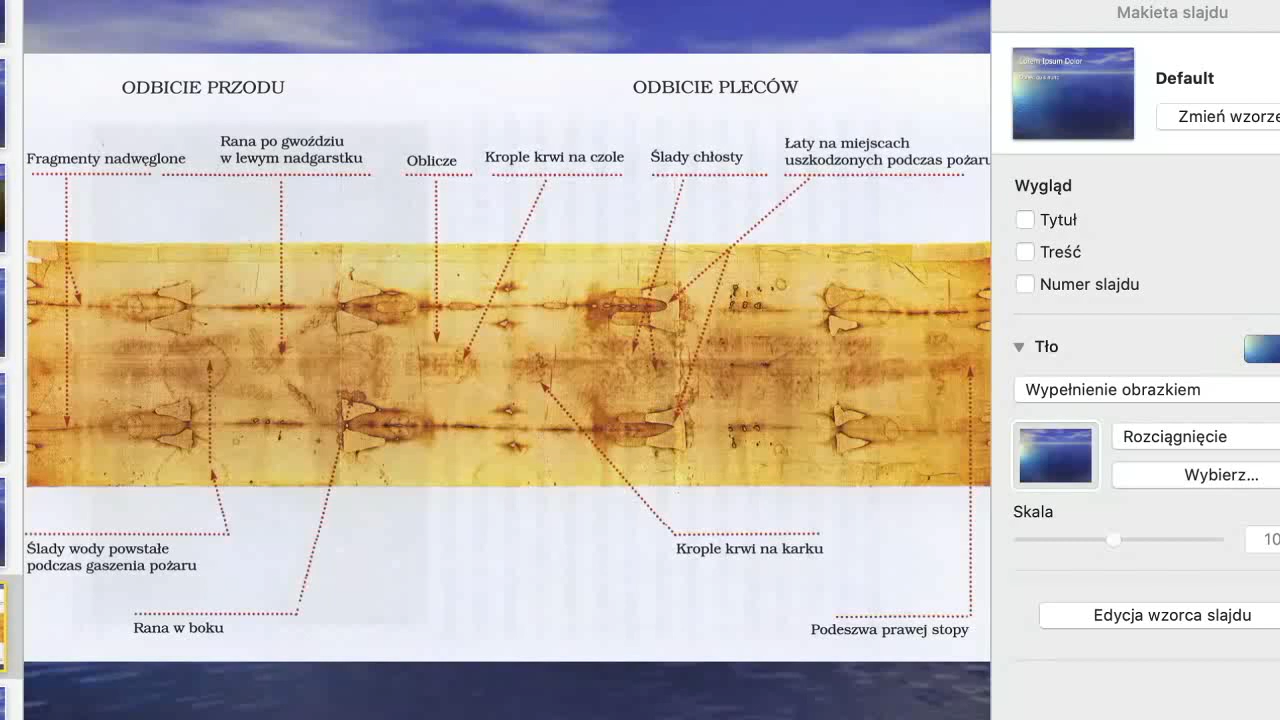 Makieta slajdu
Lorem Ipsum Dolor
Default
Zmień wzorze
ODBICIE PRZODU
ODBICIE PLECÓW
Fragmenty nadwęglone
Rana po gwoździu
w lewym nadgarstku
Oblicze
Krople krwi na czole
Ślady chłosty
Łaty na miejscach
uszkodzonych podczas pożaru
Ślady wody powstałe
podczas gaszenia pożaru
Rana w boku
Krople krwi na karku
Podeszwa prawej stopy
Wygląd
Tytuł
Treść
Numer slajdu
Tło
Wypełnienie obrazkiem
Rozciągnięcie
Wybierz...
Skala
10
Edycja wzorca slajdu